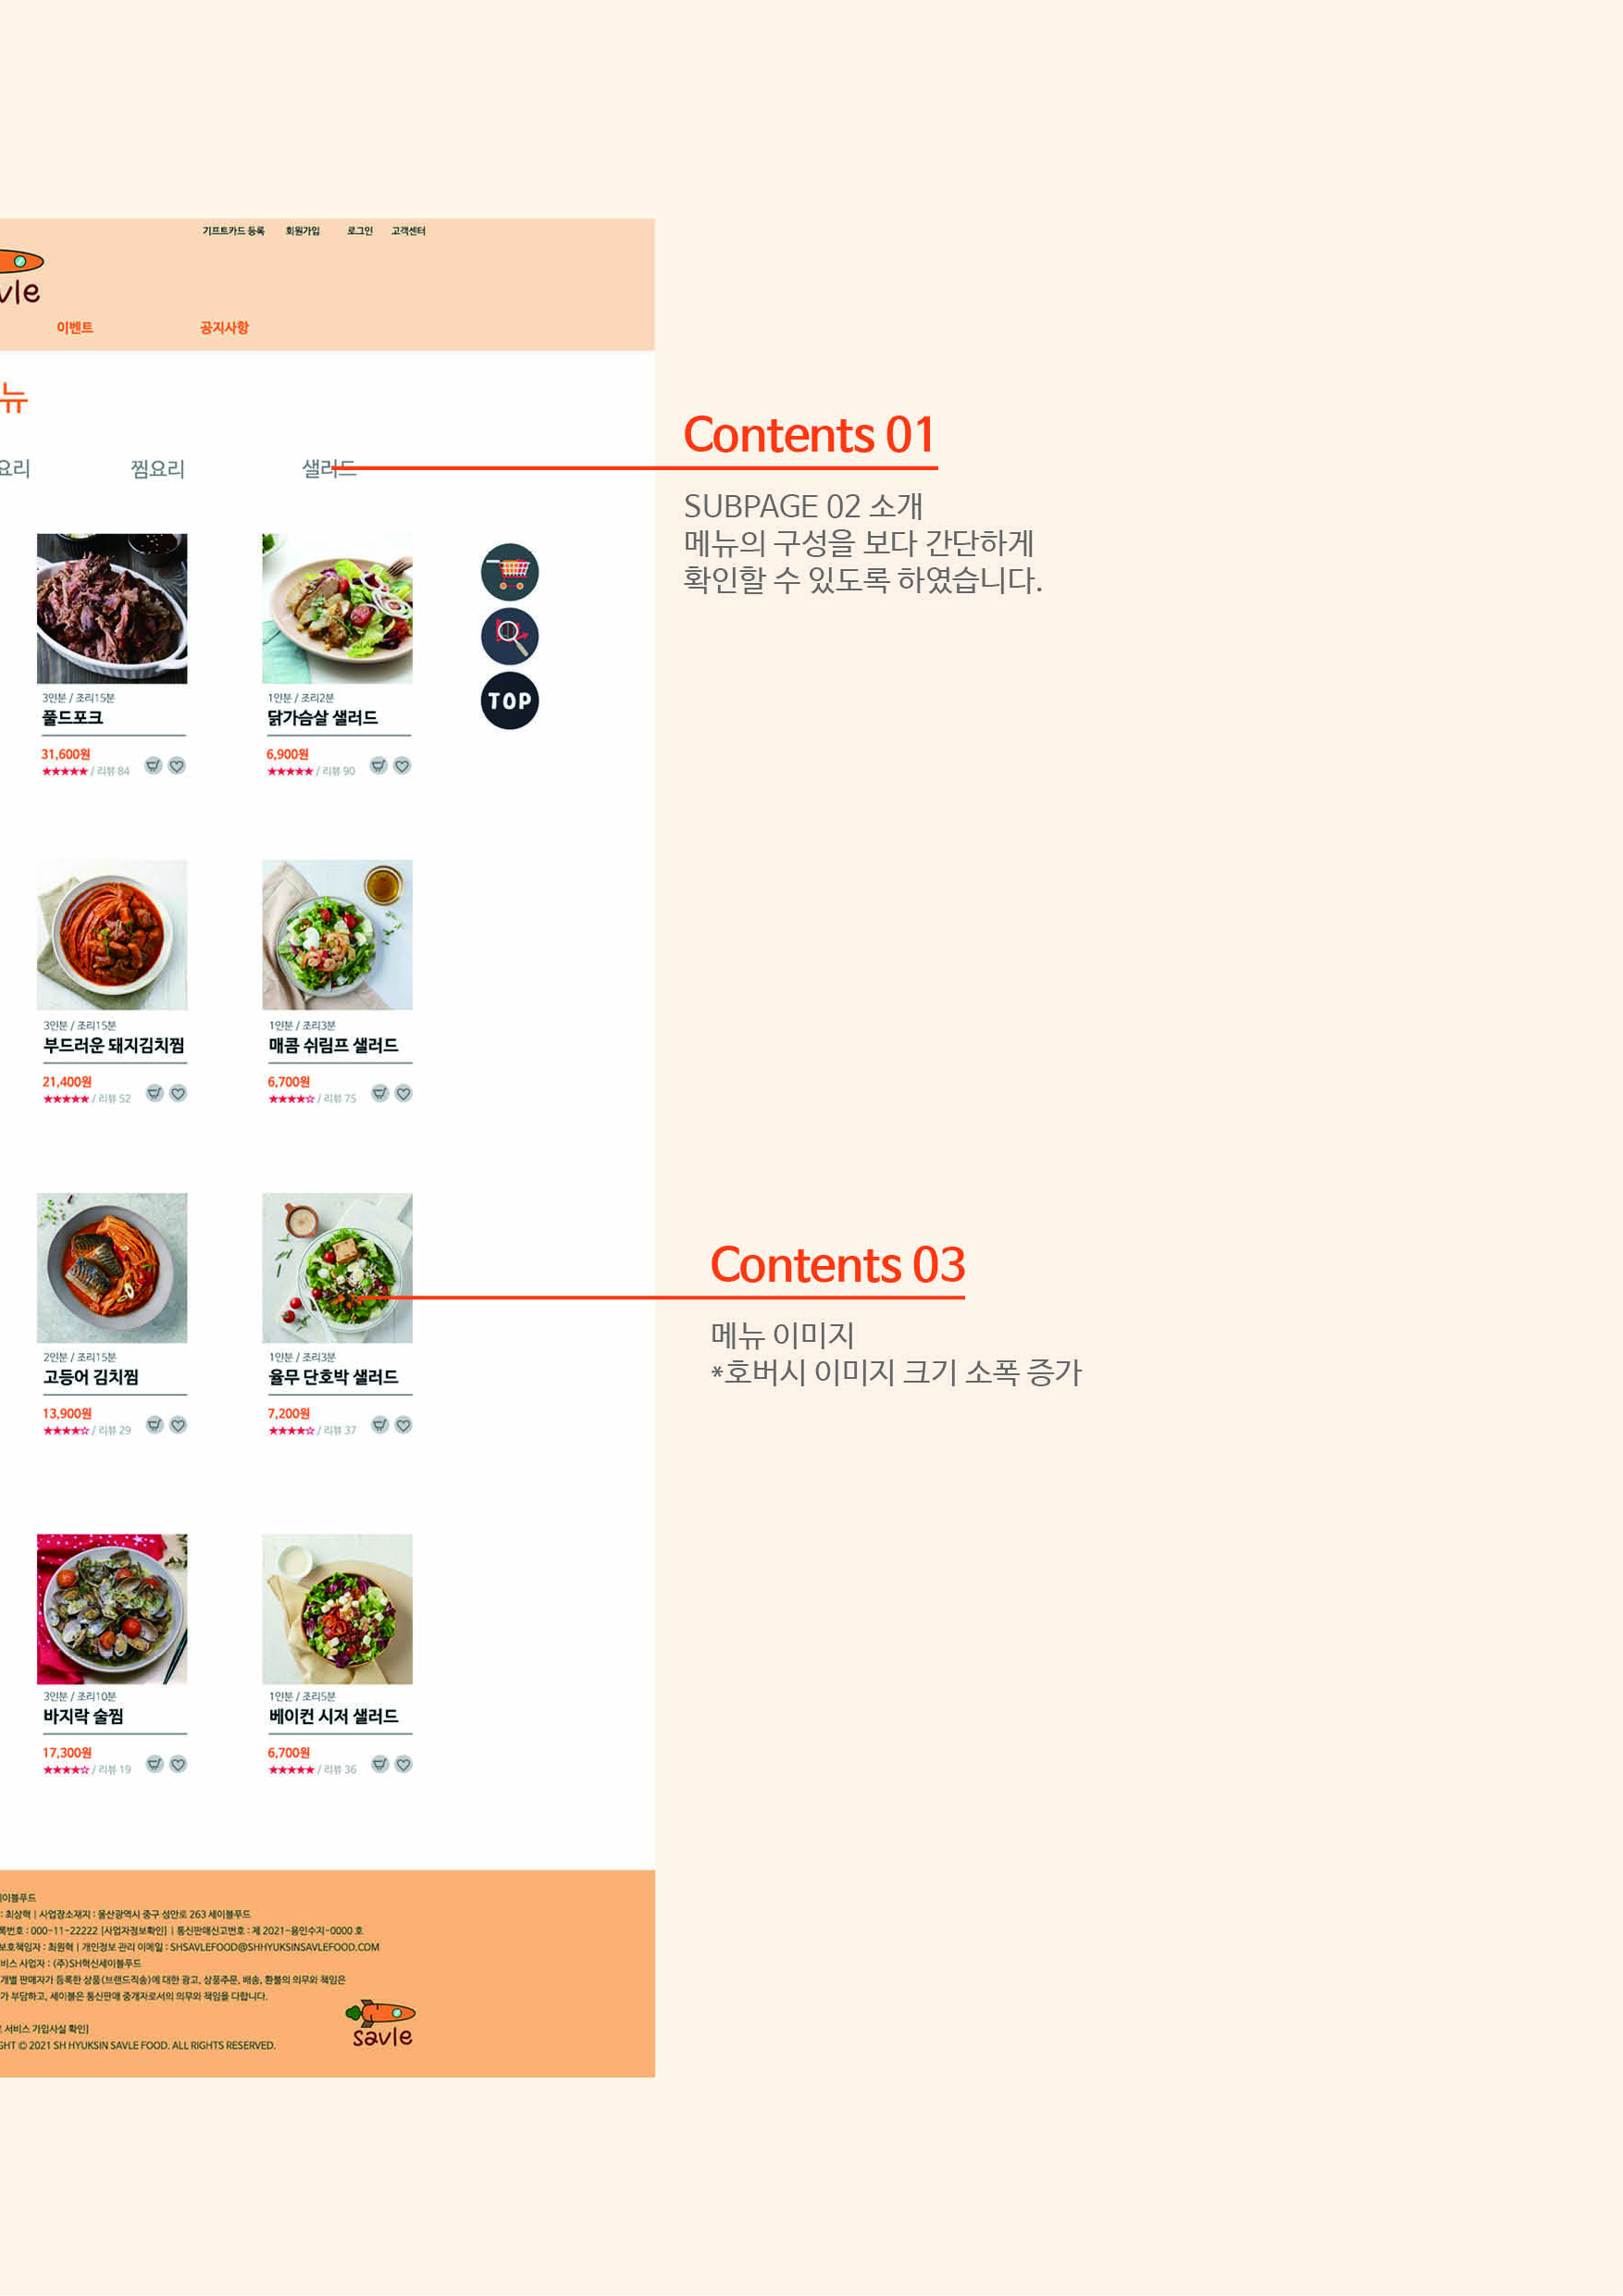 기프트카드 등록 회원가입 로그인 고객센터
vle
이벤트 공지사항
뉴
요리 찜요리 샐러드
Contents 01
SUBPAGE 02 소개
메뉴의 구성을 보다 간단하게
확인할 수 있도록 하였습니다.
TOP
3인분 / 조리15분
풀드포크
31,600원
★★★★★ / 리뷰 84
1인분 / 조리2분
닭가슴살 샐러드
6,900원
★★★★★ / 리뷰 90
3인분 / 조리15분
부드러운 돼지김치찜
21,400원
★★★★★ / 리뷰 52
1인분 / 조리3분
매콤 쉬림프 샐러드
6,700원
★★★★☆ / 리뷰 75
Contents 03
메뉴 이미지
*호버시 이미지 크기 소폭 증가
2인분 / 조리15분
고등어 김치찜
13,900원
★★★★☆ / 리뷰 29
1인분 / 조리3분
율무 단호박 샐러드
7,200원
★★★★☆ / 리뷰 37
3인분 / 조리10분
바지락 술찜
17,300원
★★★★☆ / 리뷰 19
1인분 / 조리5분
베이컨 시저 샐러드
6,700원
★★★★★ / 리뷰 36
이블푸드
: 최상혁 | 사업장소재지 : 울산광역시 중구 성안로 263 세이블푸드
록번호 : 000-11-22222 [사업자정보확인] | 통신판매신고번호 : 제 2021-용인수지-0000 호
보호책임자 : 최원혁 | 개인정보 관리 이메일 : SHSAVLEFOOD@SHHYUKSINSAVLEFOOD.COM
비스 사업자 : (주)SH혁신세이블푸드
개별 판매자가 등록한 상품(브랜드직송)에 대한 광고, 상품주문, 배송, 환불의 의무와 책임은
가 부담하고, 세이블은 통신판매 중개자로서의 의무와 책임을 다합니다.
서비스 가입사실 확인]
GHT © 2021 SH HYUKSIN SAVLE FOOD. ALL RIGHTS RESERVED.
savle